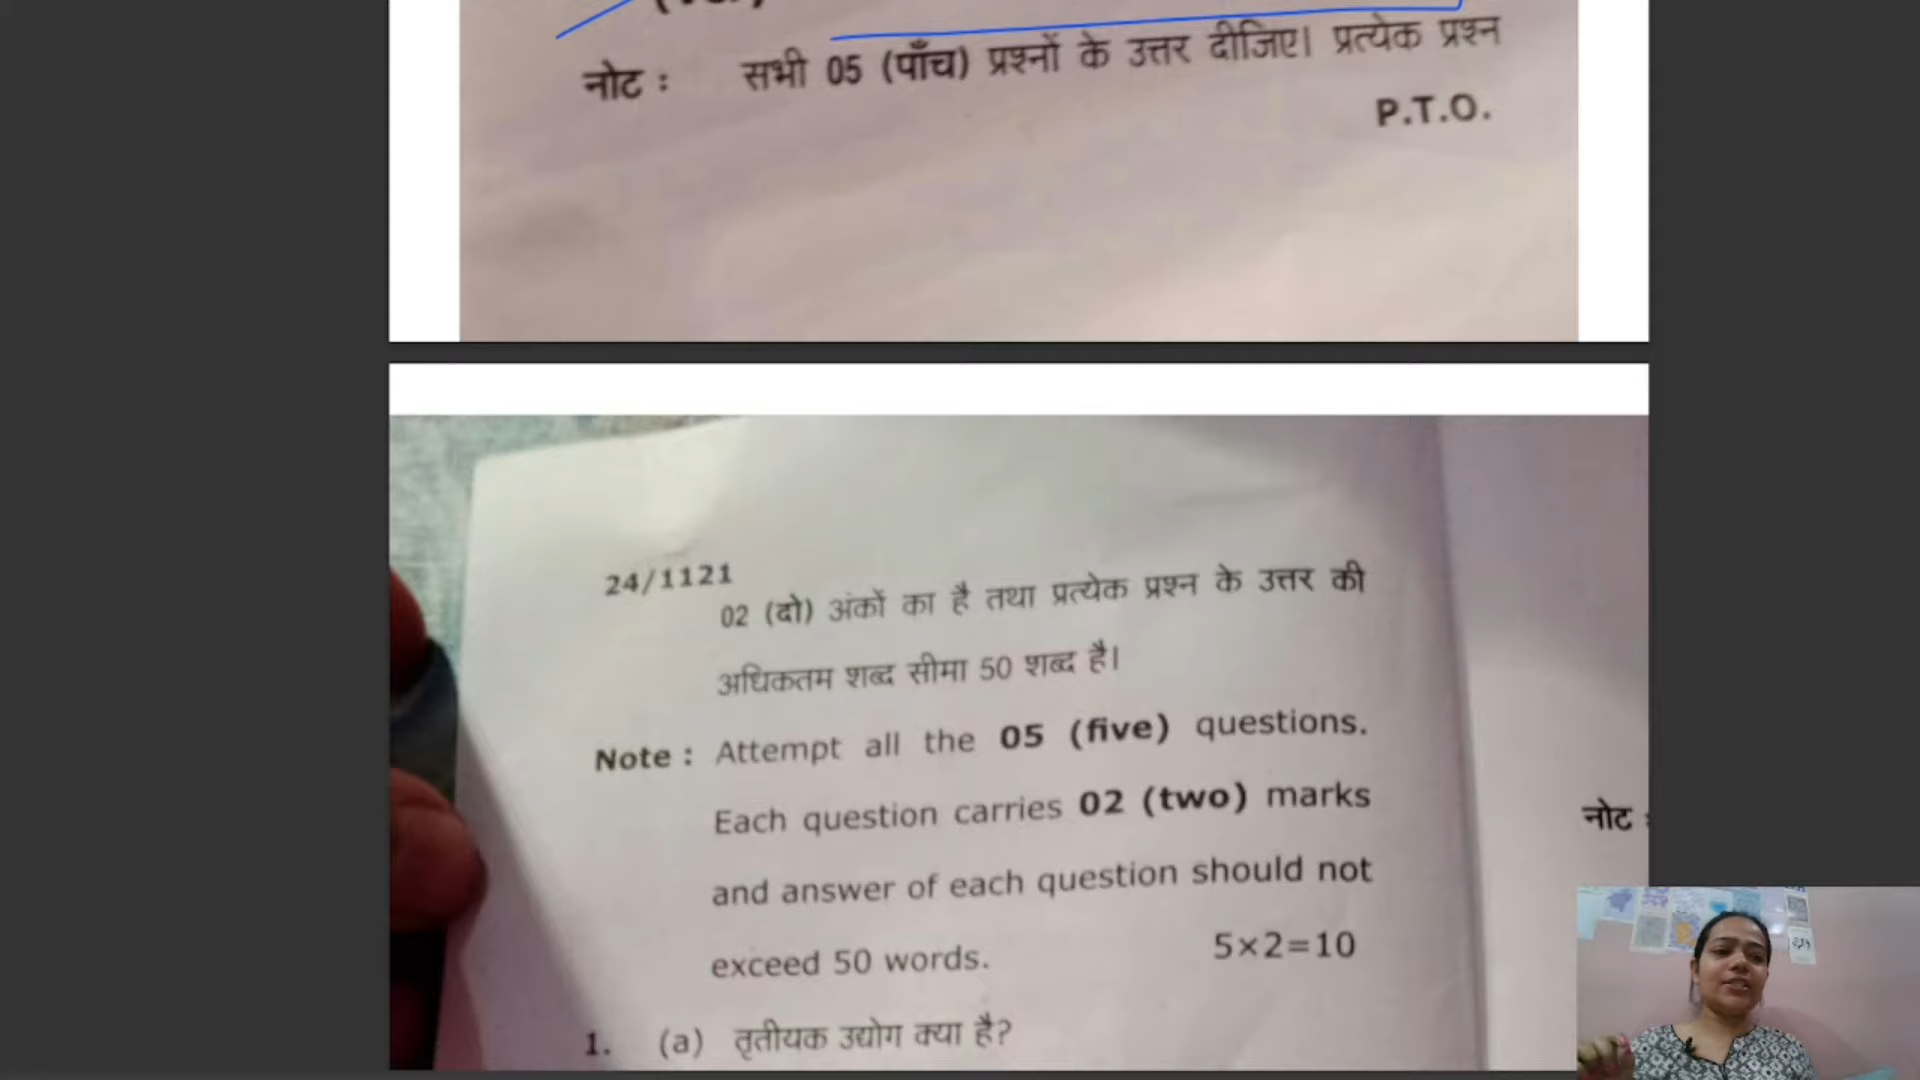 नोट : सभी 05 (पाँच) प्रश्नों के उत्तर दीजिए। प्रत्येक प्रश्न
P.T.O.
24/1121
02 (दो) अंकों का है तथा प्रत्येक प्रश्न के उत्तर की
अधिकतम शब्द सीमा 50 शब्द है।
Note : Attempt all the 05 (five) questions.
Each question carries 02 (two) marks
and answer of each question should not
exceed 50 words. 5×2=10
नोट :
1. (a) तृतीयक उद्योग क्या है?